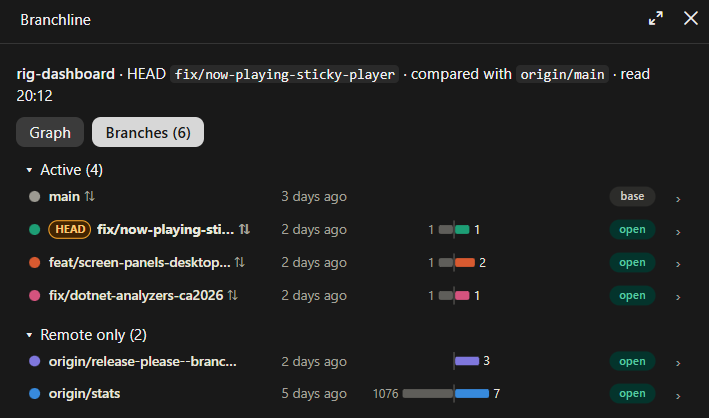 Branchline
rig-dashboard · HEAD fix/now-playing-sticky-player · compared with origin/main · read
20:12
Graph Branches (6)
Active (4)
main 3 days ago base
HEAD fix/now-playing-sti... 2 days ago 1 1 open
feat/screen-panels-desktop... 2 days ago 1 2 open
fix/dotnet-analyzers-ca2026 2 days ago 1 1 open
Remote only (2)
origin/release-please--branc... 2 days ago 3 open
origin/stats 5 days ago 1076 7 open